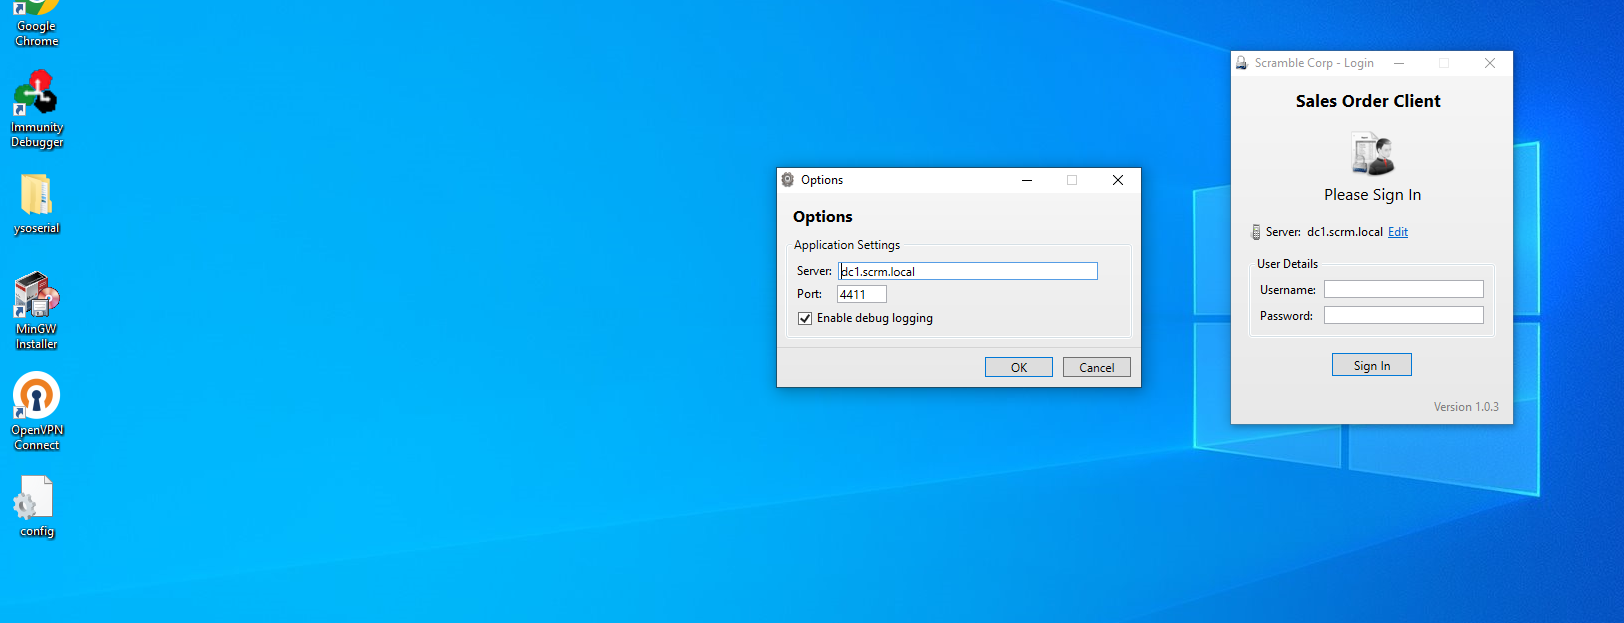 Google
Chrome
Immunity
Debugger
ysoserial
MinGW
Installer
OpenVPN
Connect
config
Options
Options
Application Settings
Server: dc1.scrm.local
Port: 4411
Enable debug logging
OK Cancel
Scramble Corp - Login
Sales Order Client
Please Sign In
Server: dc1.scrm.local Edit
User Details
Username:
Password:
Sign In
Version 1.0.3